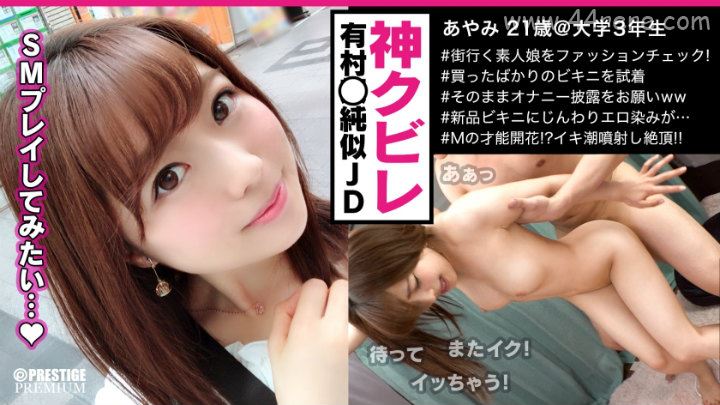 www.44rere.com
SMプレイしてみたい…♥
神クビレ
有村◯純似JD
あやみ 21歳@大学3年生
#街行く素人娘をファッションチェック!
#買ったばかりのビキニを試着
#そのままオナニー披露をお願いww
#新品ビキニにじんわりエロ染みが…
#Mの才能開花!?イキ潮噴射し絶頂!!
あぁっ
待って
またイク!
イッちゃう!
PRESTIGE
PREMIUM